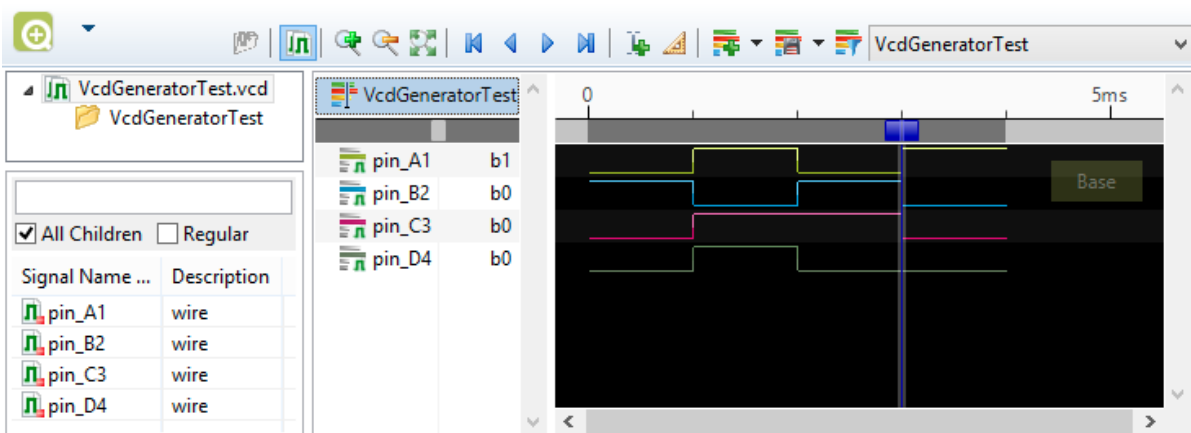 VcdGeneratorTest
VcdGeneratorTest.vcd
VcdGeneratorTest
All Children Regular
Signal Name ... Description
pin_A1 wire
pin_B2 wire
pin_C3 wire
pin_D4 wire
VcdGeneratorTest
pin_A1 b1
pin_B2 b0
pin_C3 b0
pin_D4 b0
0 5ms
Base